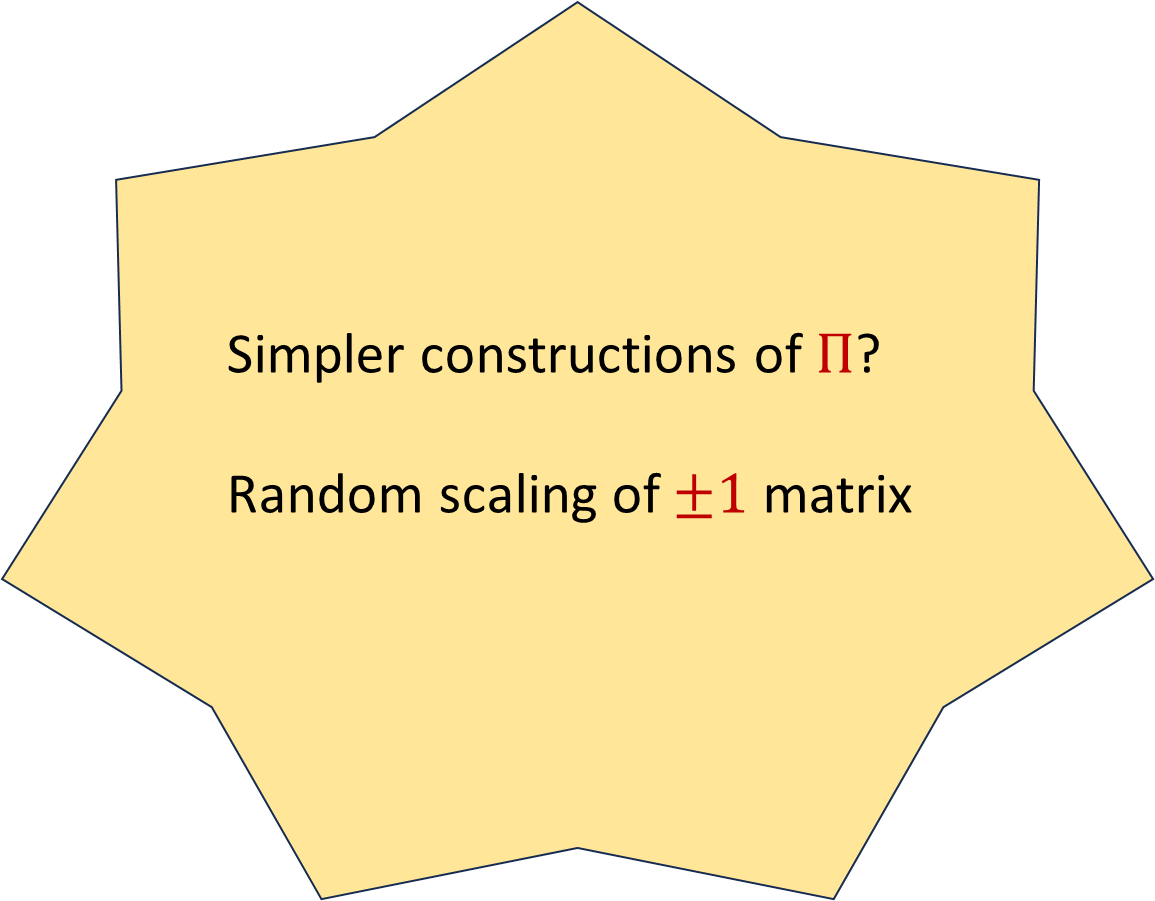 Simpler constructions of Π?
Random scaling of ±1 matrix